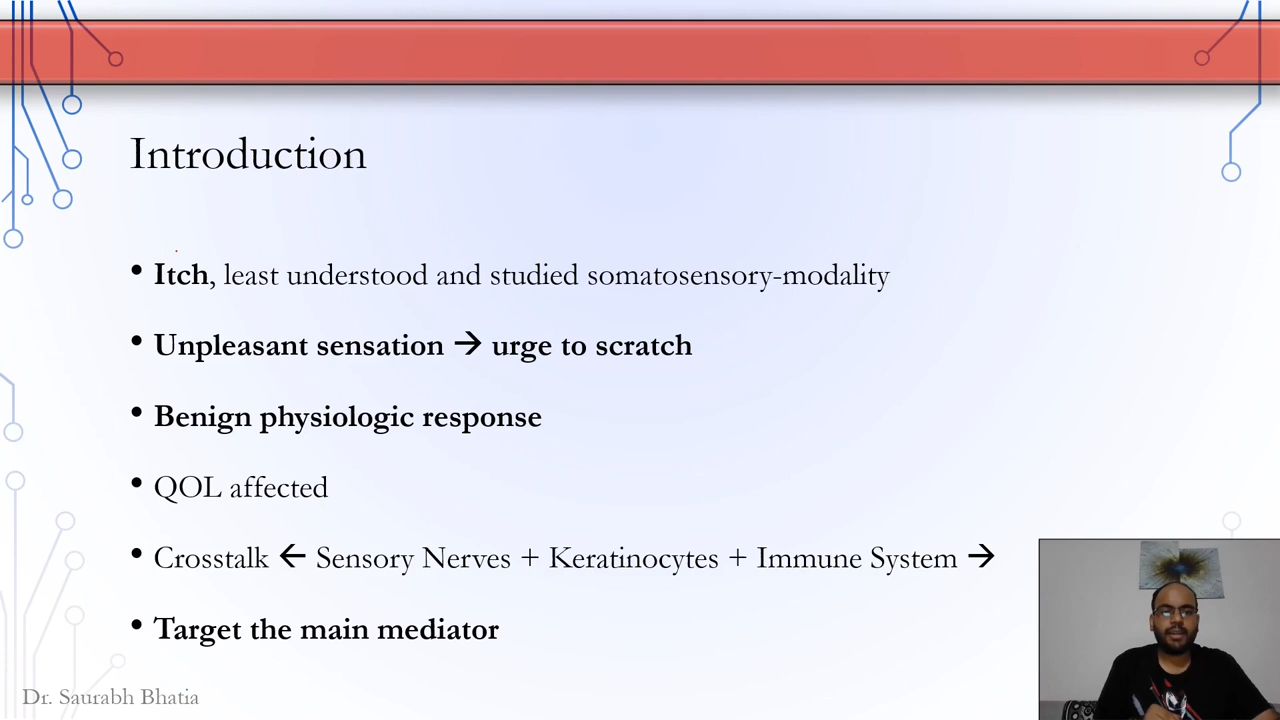 Introduction
• Itch, least understood and studied somatosensory-modality
• Unpleasant sensation → urge to scratch
• Benign physiologic response
• QOL affected
• Crosstalk ← Sensory Nerves + Keratinocytes + Immune System →
• Target the main mediator
Dr. Saurabh Bhatia